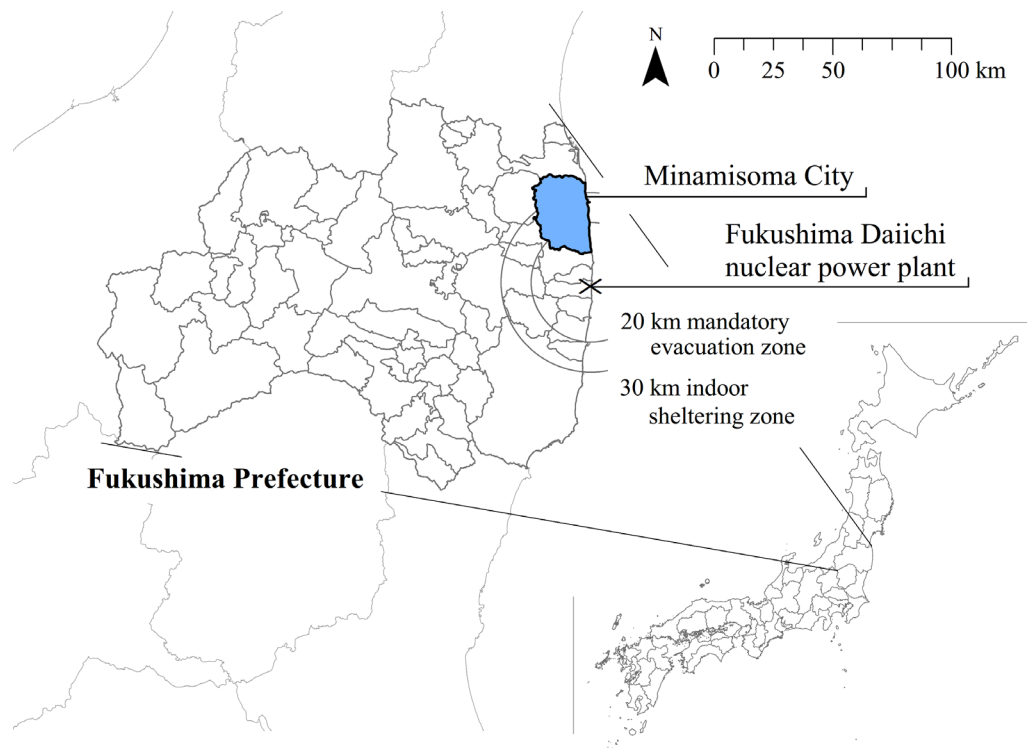 N
0 25 50 100 km
Minamisoma City
Fukushima Daiichi
nuclear power plant
20 km mandatory
evacuation zone
30 km indoor
sheltering zone
Fukushima Prefecture